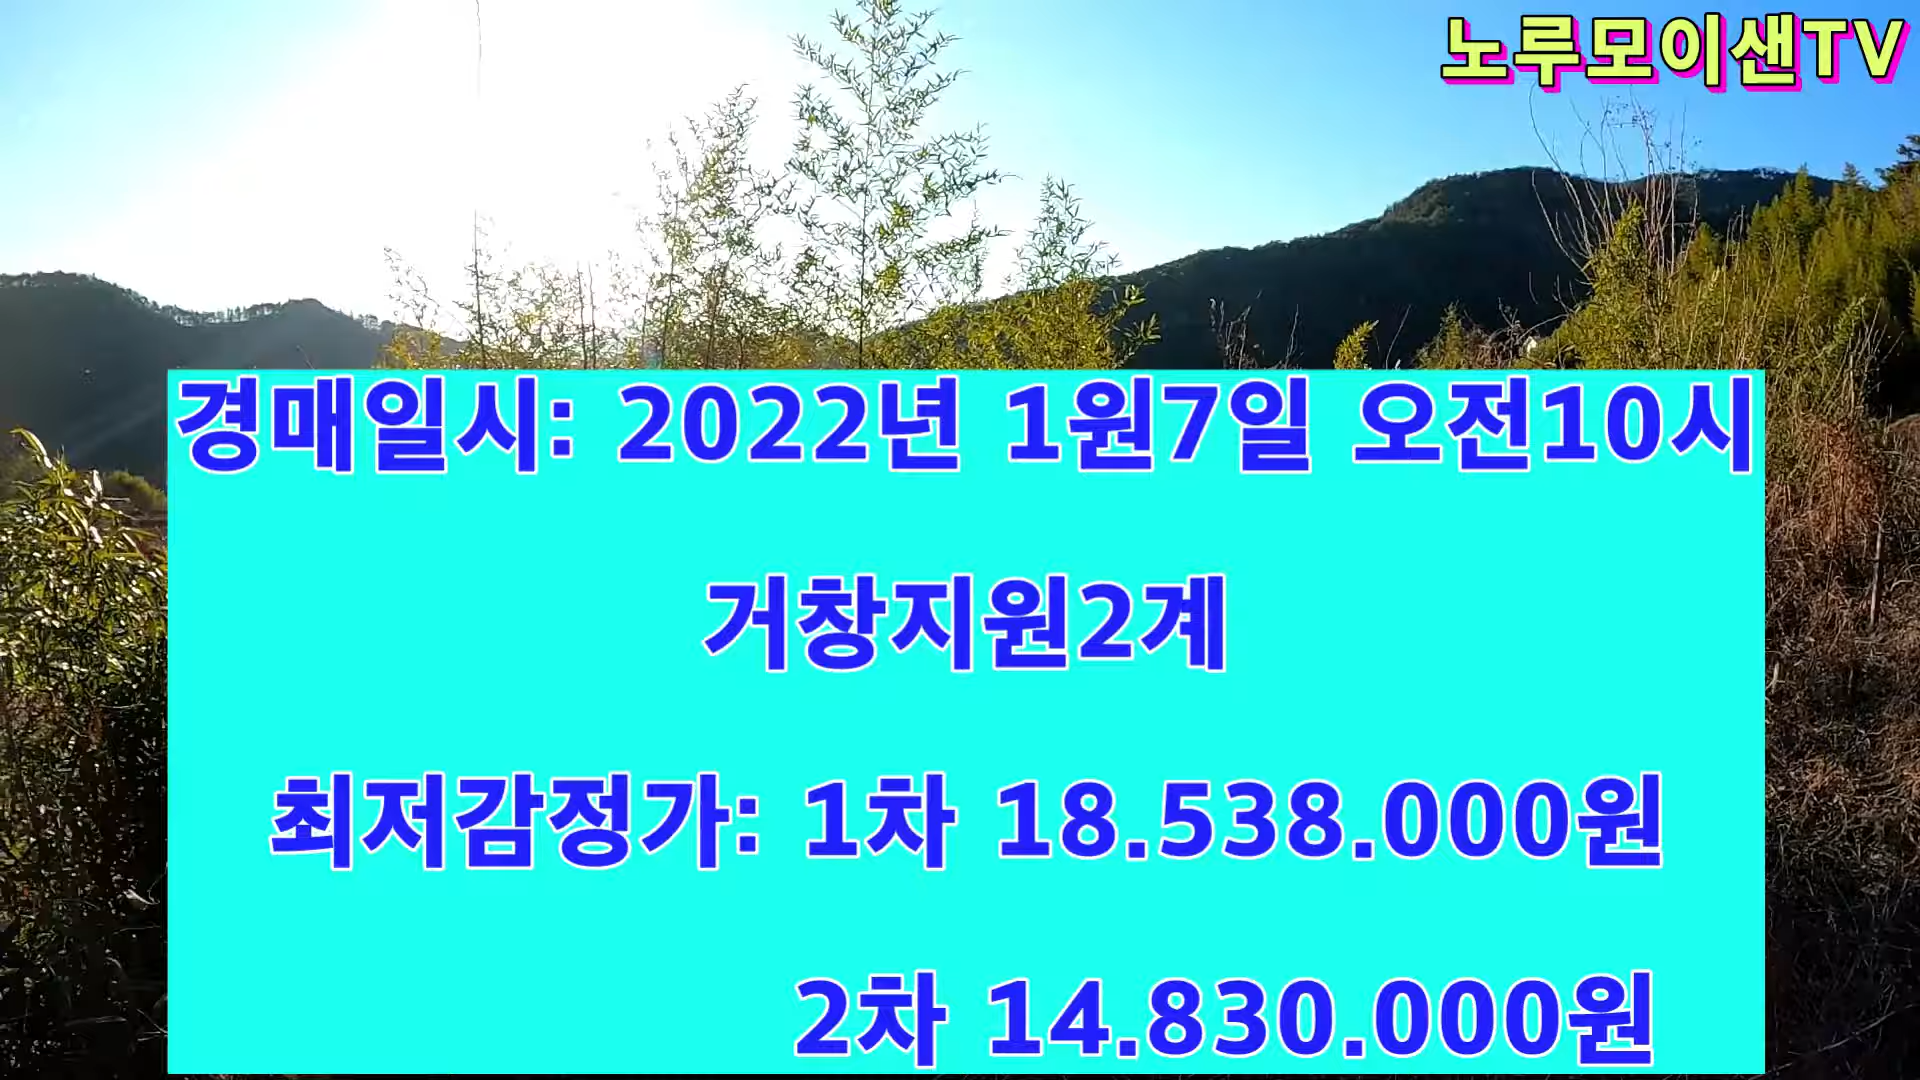 노루모이샌TV
경매일시: 2022년 1원7일 오전10시
거창지원2계
최저감정가: 1차 18.538.000원
2차 14.830.000원